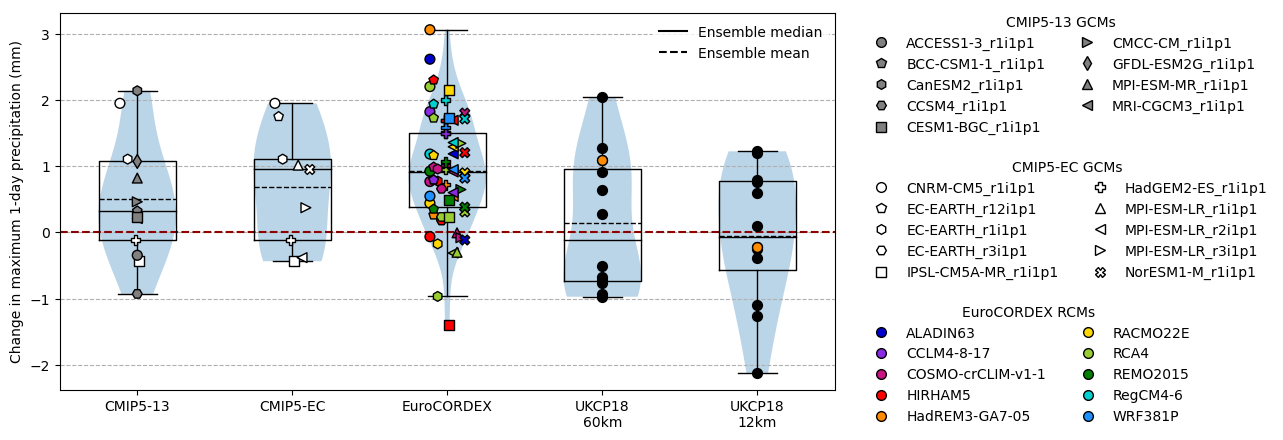 Change in maximum 1-day precipitation (mm)
3
2
1
0
−1
−2
Ensemble median
Ensemble mean
CMIP5-13
CMIP5-EC
EuroCORDEX
UKCP18
60km
UKCP18
12km
CMIP5-13 GCMs
ACCESS1-3_r1i1p1
BCC-CSM1-1_r1i1p1
CanESM2_r1i1p1
CCSM4_r1i1p1
CESM1-BGC_r1i1p1
CMCC-CM_r1i1p1
GFDL-ESM2G_r1i1p1
MPI-ESM-MR_r1i1p1
MRI-CGCM3_r1i1p1
CMIP5-EC GCMs
CNRM-CM5_r1i1p1
EC-EARTH_r12i1p1
EC-EARTH_r1i1p1
EC-EARTH_r3i1p1
IPSL-CM5A-MR_r1i1p1
HadGEM2-ES_r1i1p1
MPI-ESM-LR_r1i1p1
MPI-ESM-LR_r2i1p1
MPI-ESM-LR_r3i1p1
NorESM1-M_r1i1p1
EuroCORDEX RCMs
ALADIN63
CCLM4-8-17
COSMO-crCLIM-v1-1
HIRHAM5
HadREM3-GA7-05
RACMO22E
RCA4
REMO2015
RegCM4-6
WRF381P